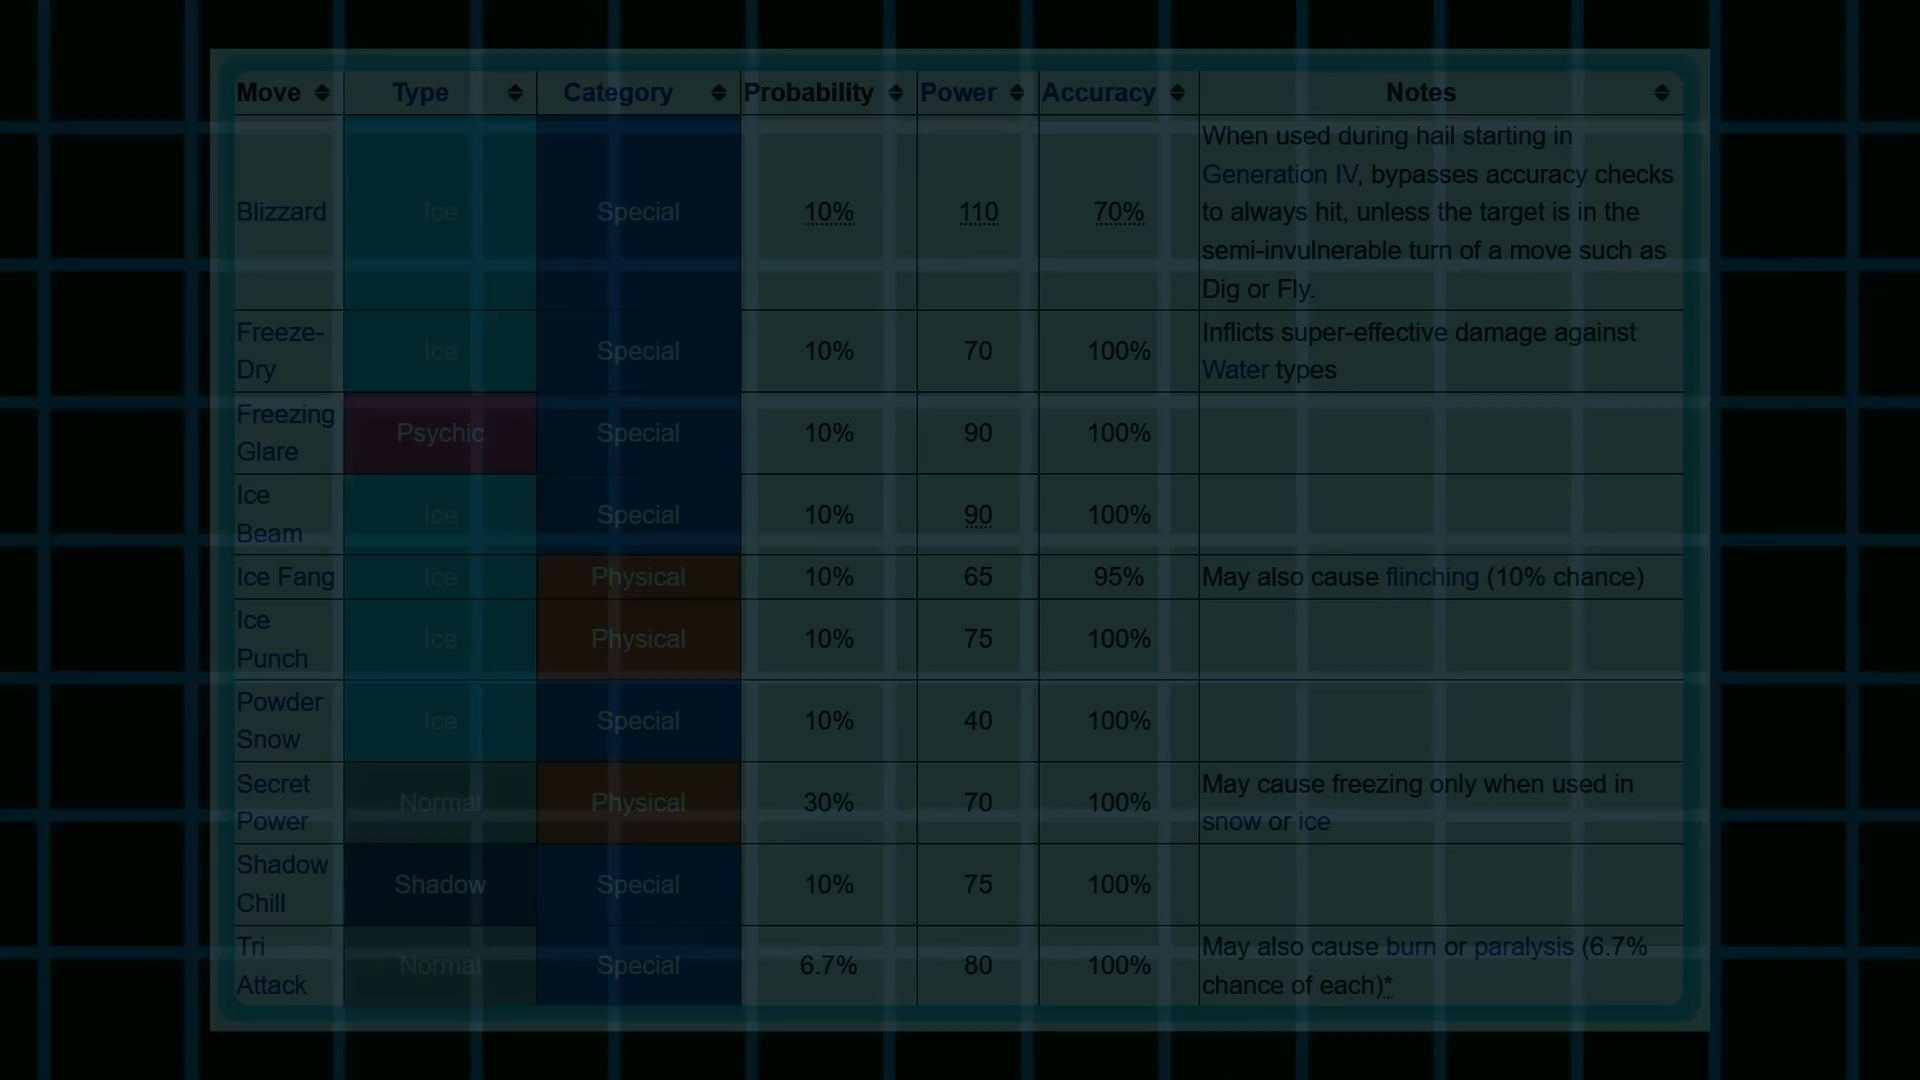 Move Type Category Probability Power Accuracy Notes
Blizzard Ice Special 10% 110 70% When used during hail starting in
Generation IV, bypasses accuracy checks
to always hit, unless the target is in the
semi-invulnerable turn of a move such as
Dig or Fly.
Freeze-
Dry Ice Special 10% 70 100% Inflicts super-effective damage against
Water types
Freezing
Glare Psychic Special 10% 90 100%
Ice
Beam Ice Special 10% 90 100%
Ice Fang Ice Physical 10% 65 95% May also cause flinching (10% chance)
Ice
Punch Ice Physical 10% 75 100%
Powder
Snow Ice Special 10% 40 100%
Secret
Power Normal Physical 30% 70 100% May cause freezing only when used in
snow or ice
Shadow
Chill Shadow Special 10% 75 100%
Tri
Attack Normal Special 6.7% 80 100% May also cause burn or paralysis (6.7%
chance of each)*